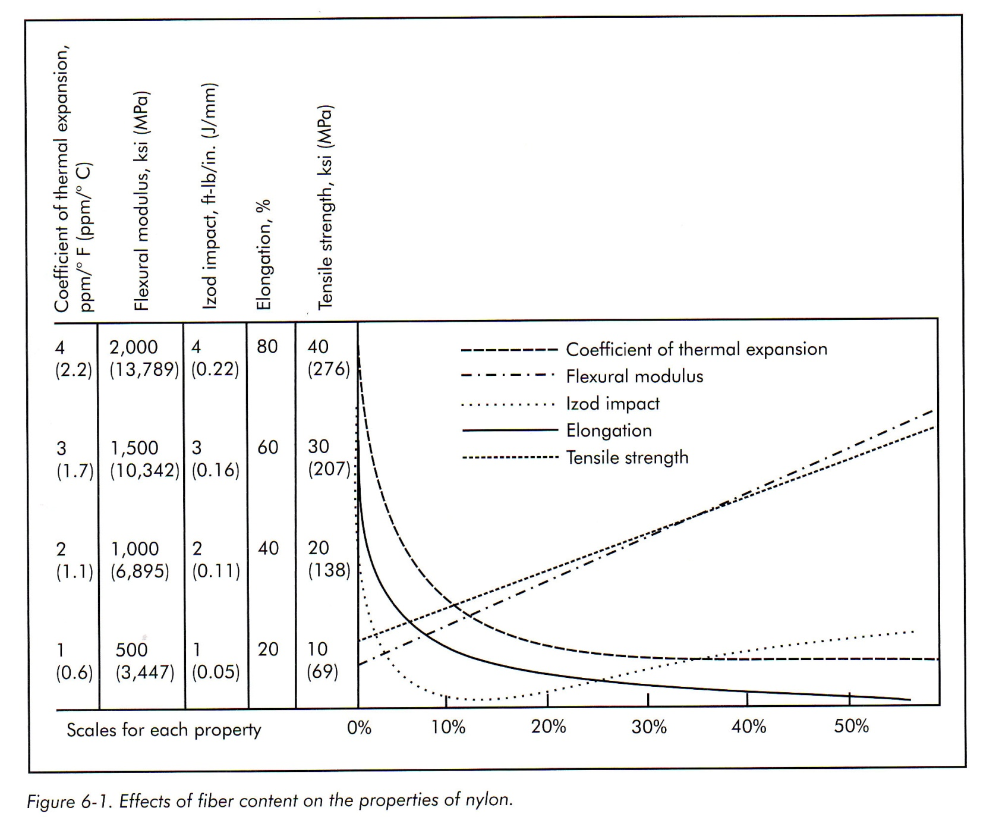 Coefficient of thermal expansion,
ppm/° F (ppm/° C)
Flexural modulus, ksi (MPa)
Izod impact, ft-lb/in. (J/mm)
Elongation, %
Tensile strength, ksi (MPa)
4 2,000 4 80 40
(2.2) (13,789) (0.22) (276)
3 1,500 3 60 30
(1.7) (10,342) (0.16) (207)
2 1,000 2 40 20
(1.1) (6,895) (0.11) (138)
1 500 1 20 10
(0.6) (3,447) (0.05) (69)
Coefficient of thermal expansion
Flexural modulus
Izod impact
Elongation
Tensile strength
Scales for each property 0% 10% 20% 30% 40% 50%
Figure 6-1. Effects of fiber content on the properties of nylon.